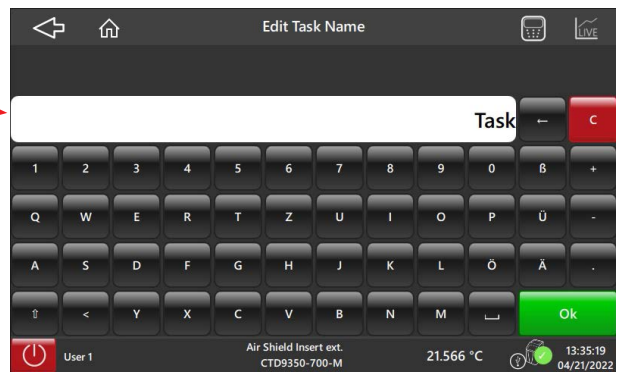 Edit Task Name
LIVE
Task ← C
1 2 3 4 5 6 7 8 9 0 ß +
Q W E R T Z U I O P Ü -
A S D F G H J K L Ö Ä .
⇧ < Y X C V B N M Ok
User 1
Air Shield Insert ext.
CTD9350-700-M
21.566 °C
13:35:19
04/21/2022